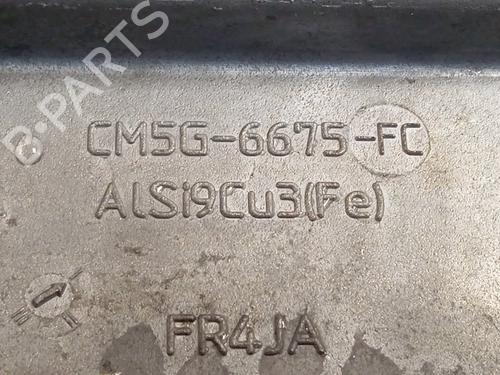 B-PARTS
CM5G-6675-FC
AlSi9Cu3(Fe)
FR4JA